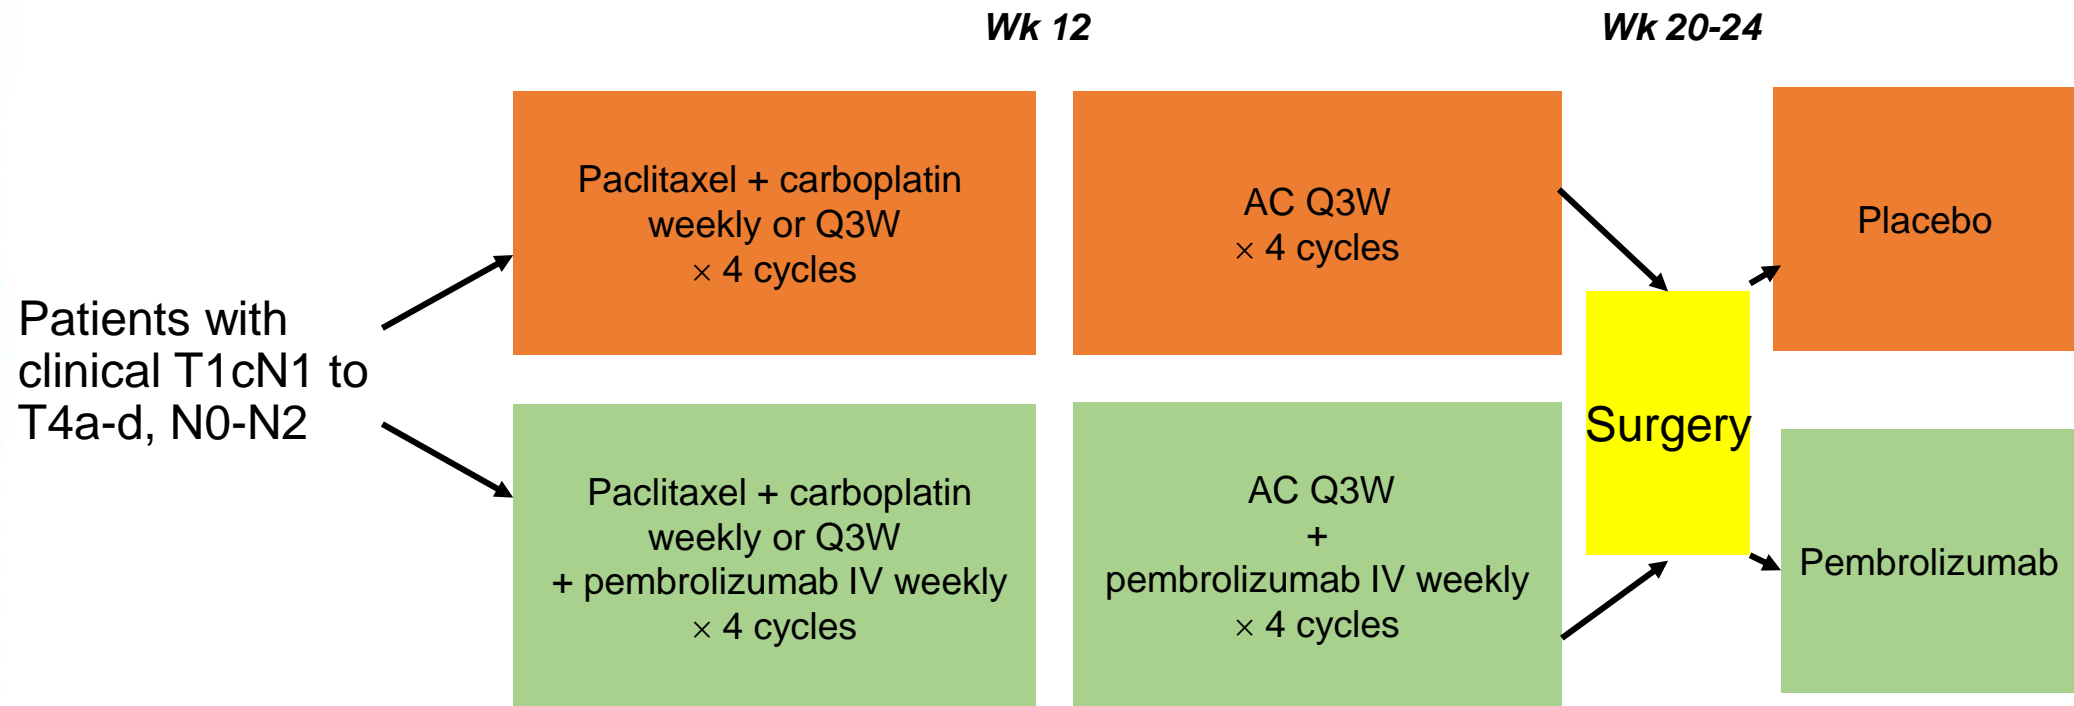 Wk 12
Wk 20-24
Patients with
clinical T1cN1 to
T4a-d, N0-N2
Paclitaxel + carboplatin
weekly or Q3W
× 4 cycles
AC Q3W
× 4 cycles
Placebo
Surgery
Paclitaxel + carboplatin
weekly or Q3W
+ pembrolizumab IV weekly
× 4 cycles
AC Q3W
+
pembrolizumab IV weekly
× 4 cycles
Pembrolizumab